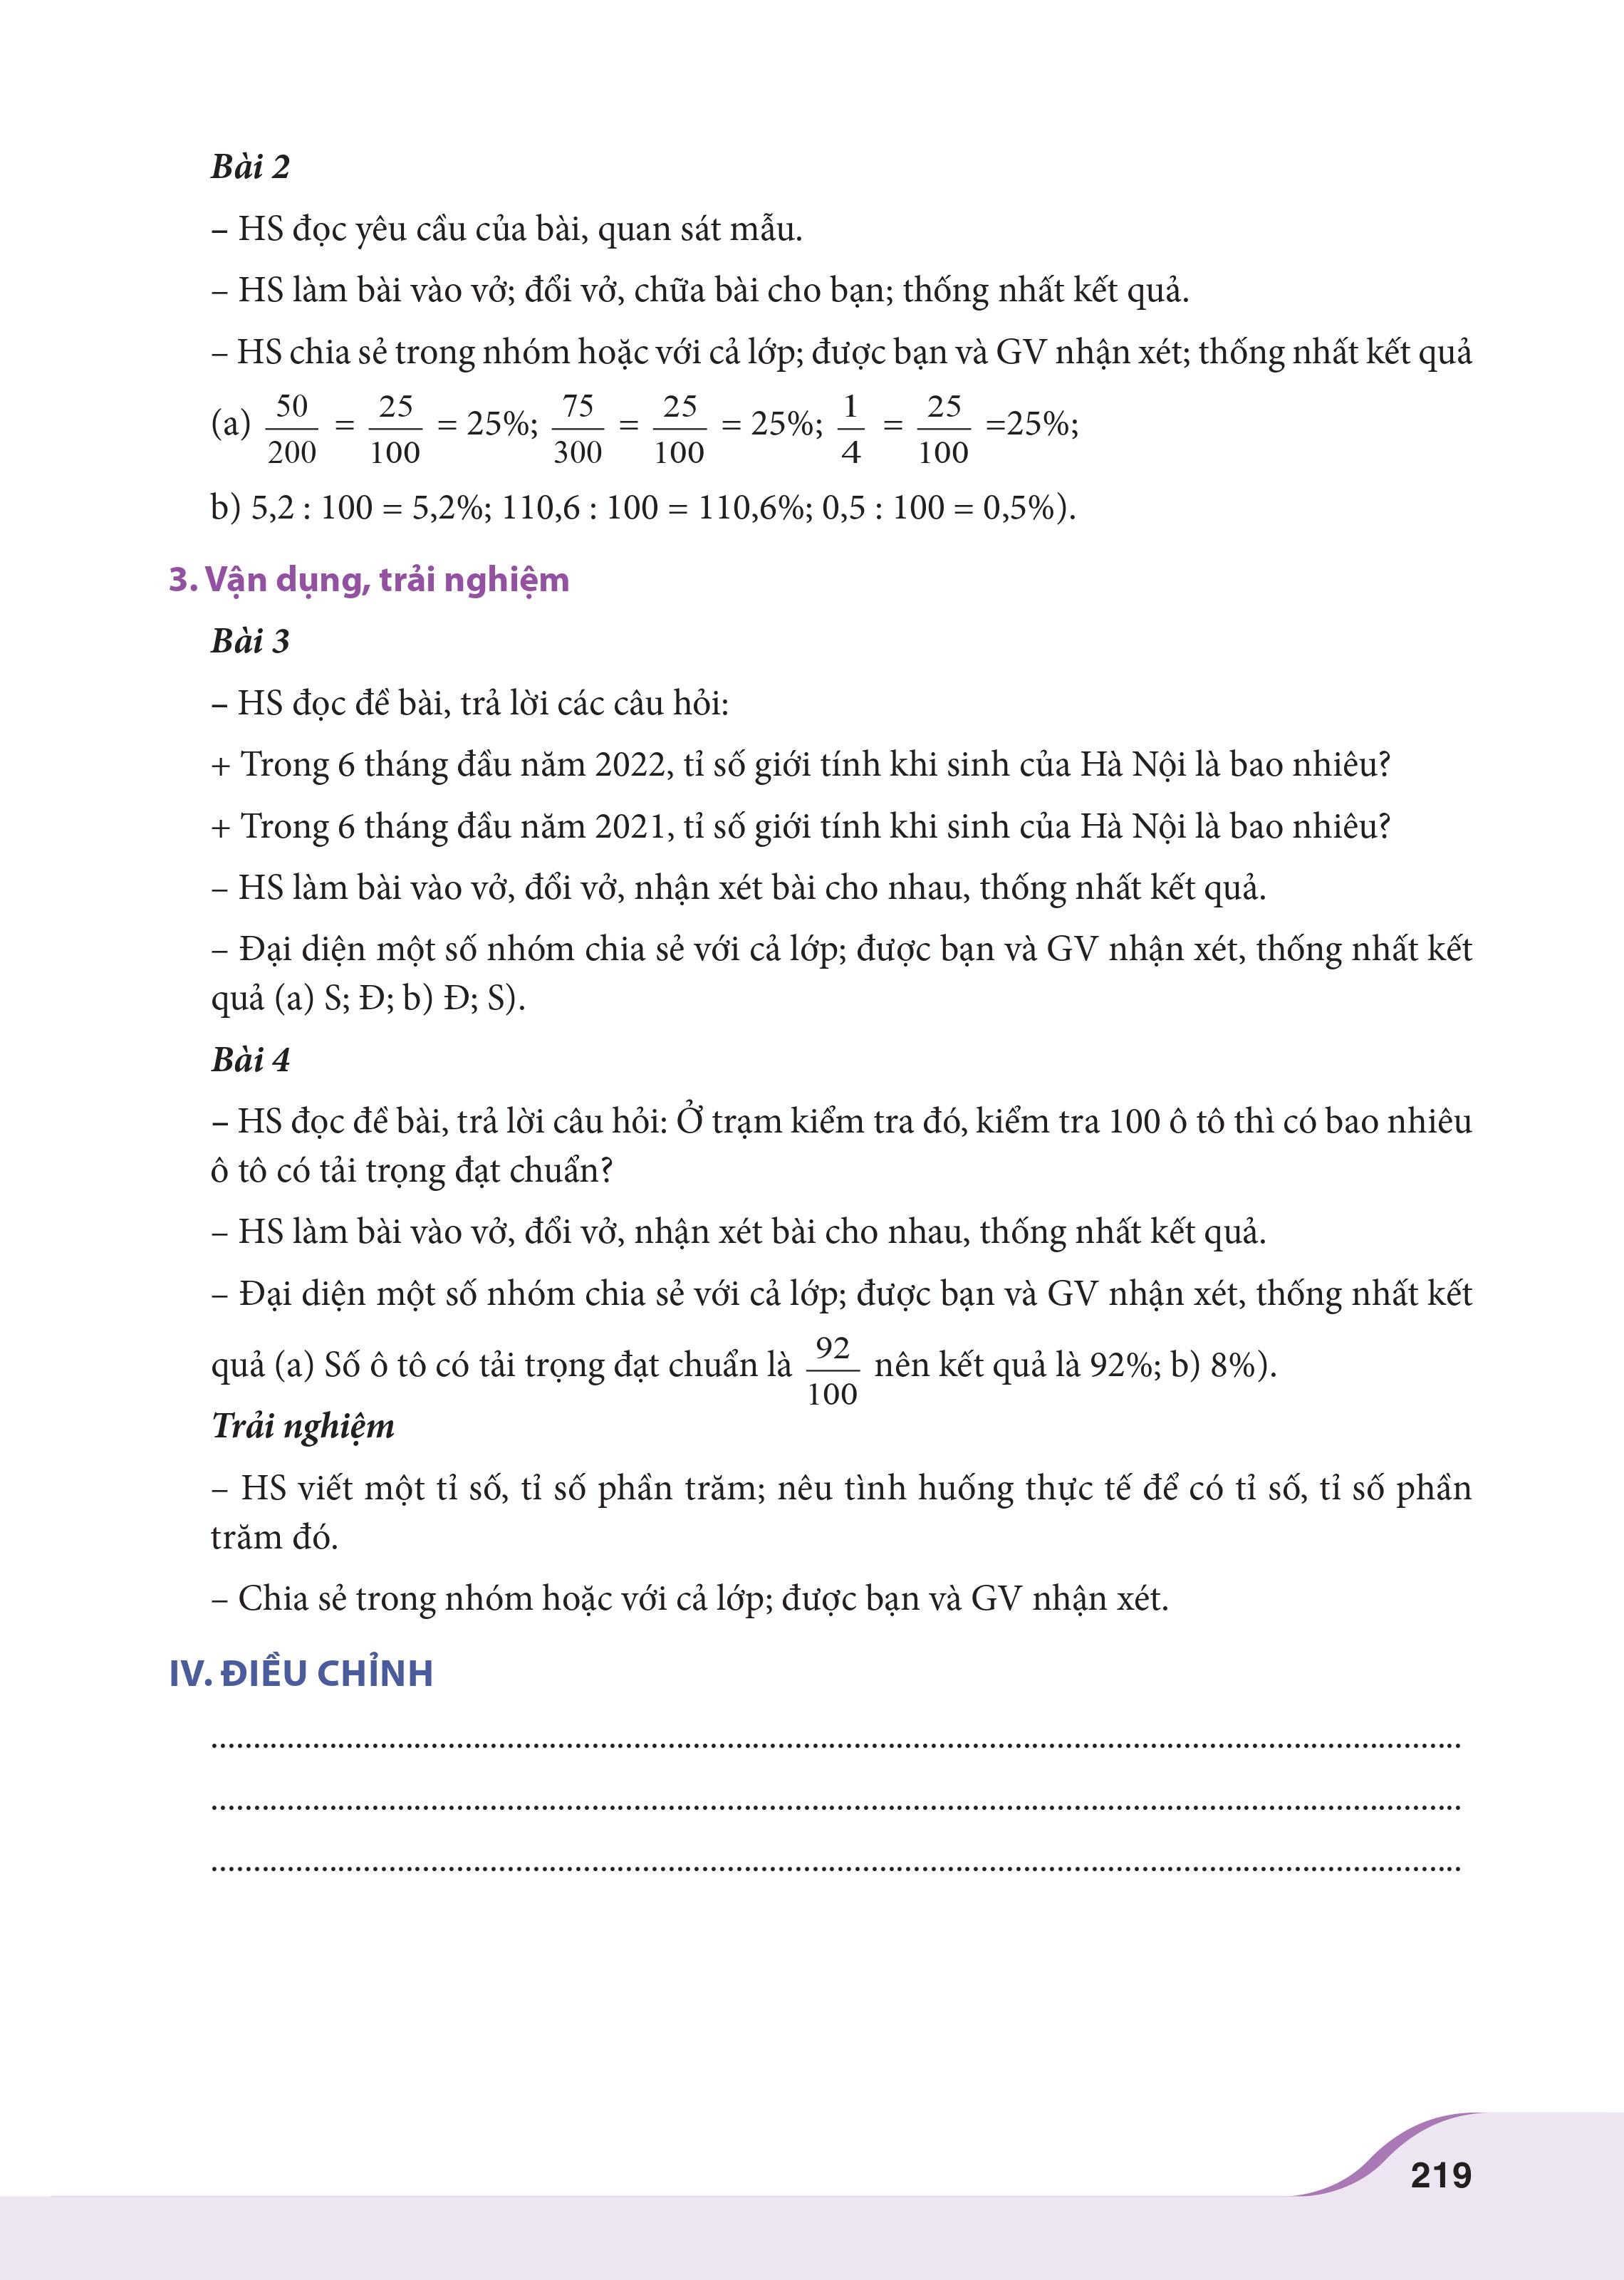 Bài 2
– HS đọc yêu cầu của bài, quan sát mẫu.
– HS làm bài vào vở; đổi vở, chữa bài cho bạn; thống nhất kết quả.
– HS chia sẻ trong nhóm hoặc với cả lớp; được bạn và GV nhận xét; thống nhất kết quả
(a) 50/200 = 25/100 = 25%; 75/300 = 25/100 = 25%; 1/4 = 25/100 =25%;
b) 5,2 : 100 = 5,2%; 110,6 : 100 = 110,6%; 0,5 : 100 = 0,5%).
3. Vận dụng, trải nghiệm
Bài 3
– HS đọc đề bài, trả lời các câu hỏi:
+ Trong 6 tháng đầu năm 2022, tỉ số giới tính khi sinh của Hà Nội là bao nhiêu?
+ Trong 6 tháng đầu năm 2021, tỉ số giới tính khi sinh của Hà Nội là bao nhiêu?
– HS làm bài vào vở, đổi vở, nhận xét bài cho nhau, thống nhất kết quả.
– Đại diện một số nhóm chia sẻ với cả lớp; được bạn và GV nhận xét, thống nhất kết
quả (a) S; Đ; b) Đ; S).
Bài 4
– HS đọc đề bài, trả lời câu hỏi: Ở trạm kiểm tra đó, kiểm tra 100 ô tô thì có bao nhiêu
ô tô có tải trọng đạt chuẩn?
– HS làm bài vào vở, đổi vở, nhận xét bài cho nhau, thống nhất kết quả.
– Đại diện một số nhóm chia sẻ với cả lớp; được bạn và GV nhận xét, thống nhất kết
quả (a) Số ô tô có tải trọng đạt chuẩn là 92/100 nên kết quả là 92%; b) 8%).
Trải nghiệm
– HS viết một tỉ số, tỉ số phần trăm; nêu tình huống thực tế để có tỉ số, tỉ số phần
trăm đó.
– Chia sẻ trong nhóm hoặc với cả lớp; được bạn và GV nhận xét.
IV. ĐIỀU CHỈNH
219